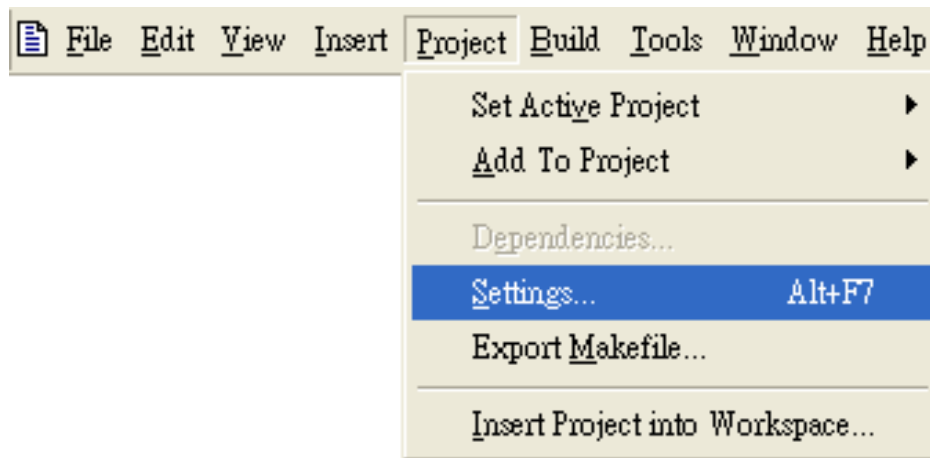 File Edit View Insert Project Build Tools Window Help
Set Active Project
Add To Project
Dependencies...
Settings... Alt+F7
Export Makefile...
Insert Project into Workspace...